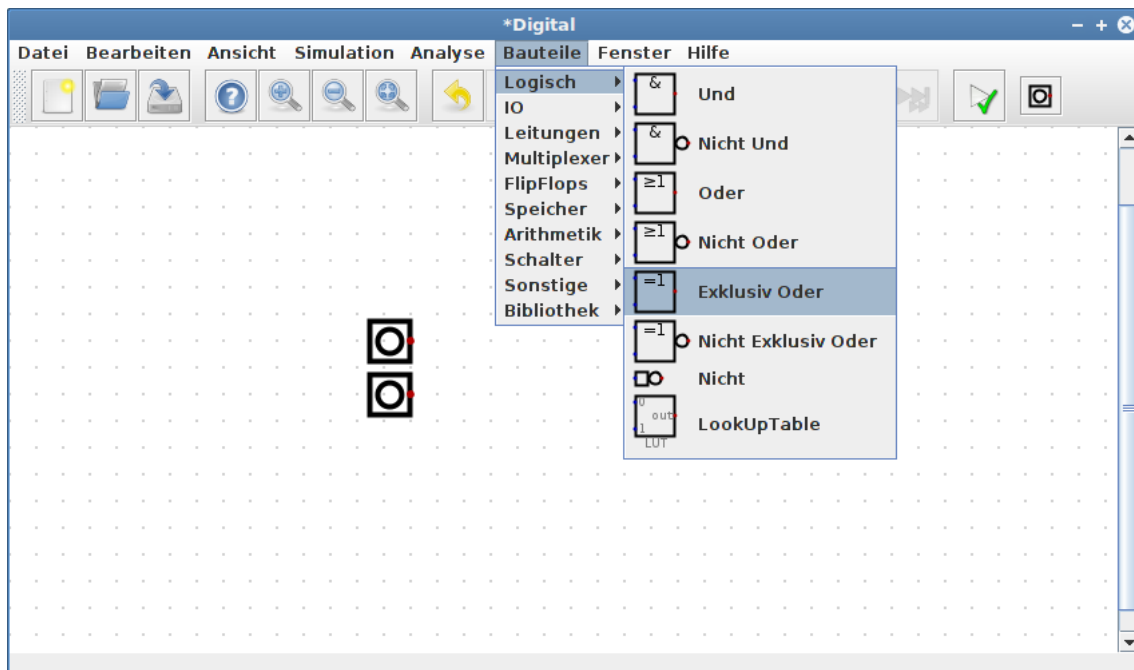 *Digital
Datei Bearbeiten Ansicht Simulation Analyse Bauteile Fenster Hilfe
Logisch
IO
Leitungen
Multiplexer
FlipFlops
Speicher
Arithmetik
Schalter
Sonstige
Bibliothek
& Und
& Nicht Und
≥1 Oder
≥1 Nicht Oder
=1 Exklusiv Oder
=1 Nicht Exklusiv Oder
Nicht
0
out
1
LUT
LookUpTable